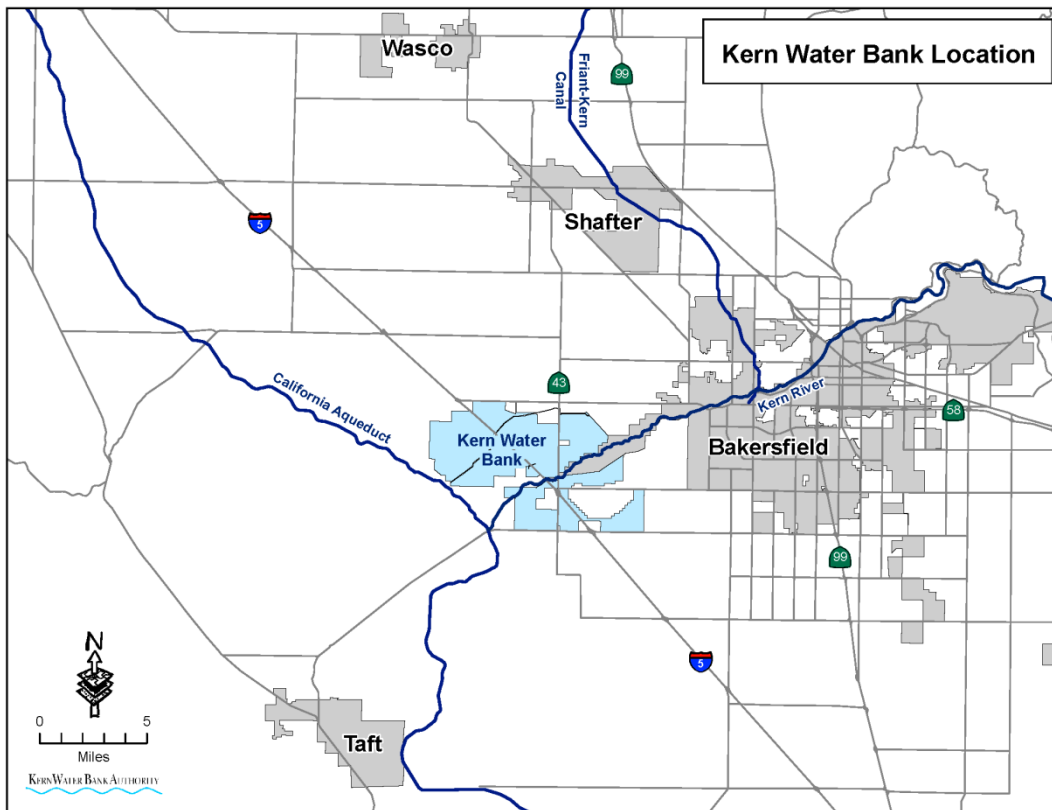 Kern Water Bank Location
Wasco
99
Friant-Kern
Canal
Shafter
5
43
California Aqueduct
Kern River
58
Kern Water
Bank
Bakersfield
99
5
N
0 5
Miles
Taft
KERN WATER BANK AUTHORITY